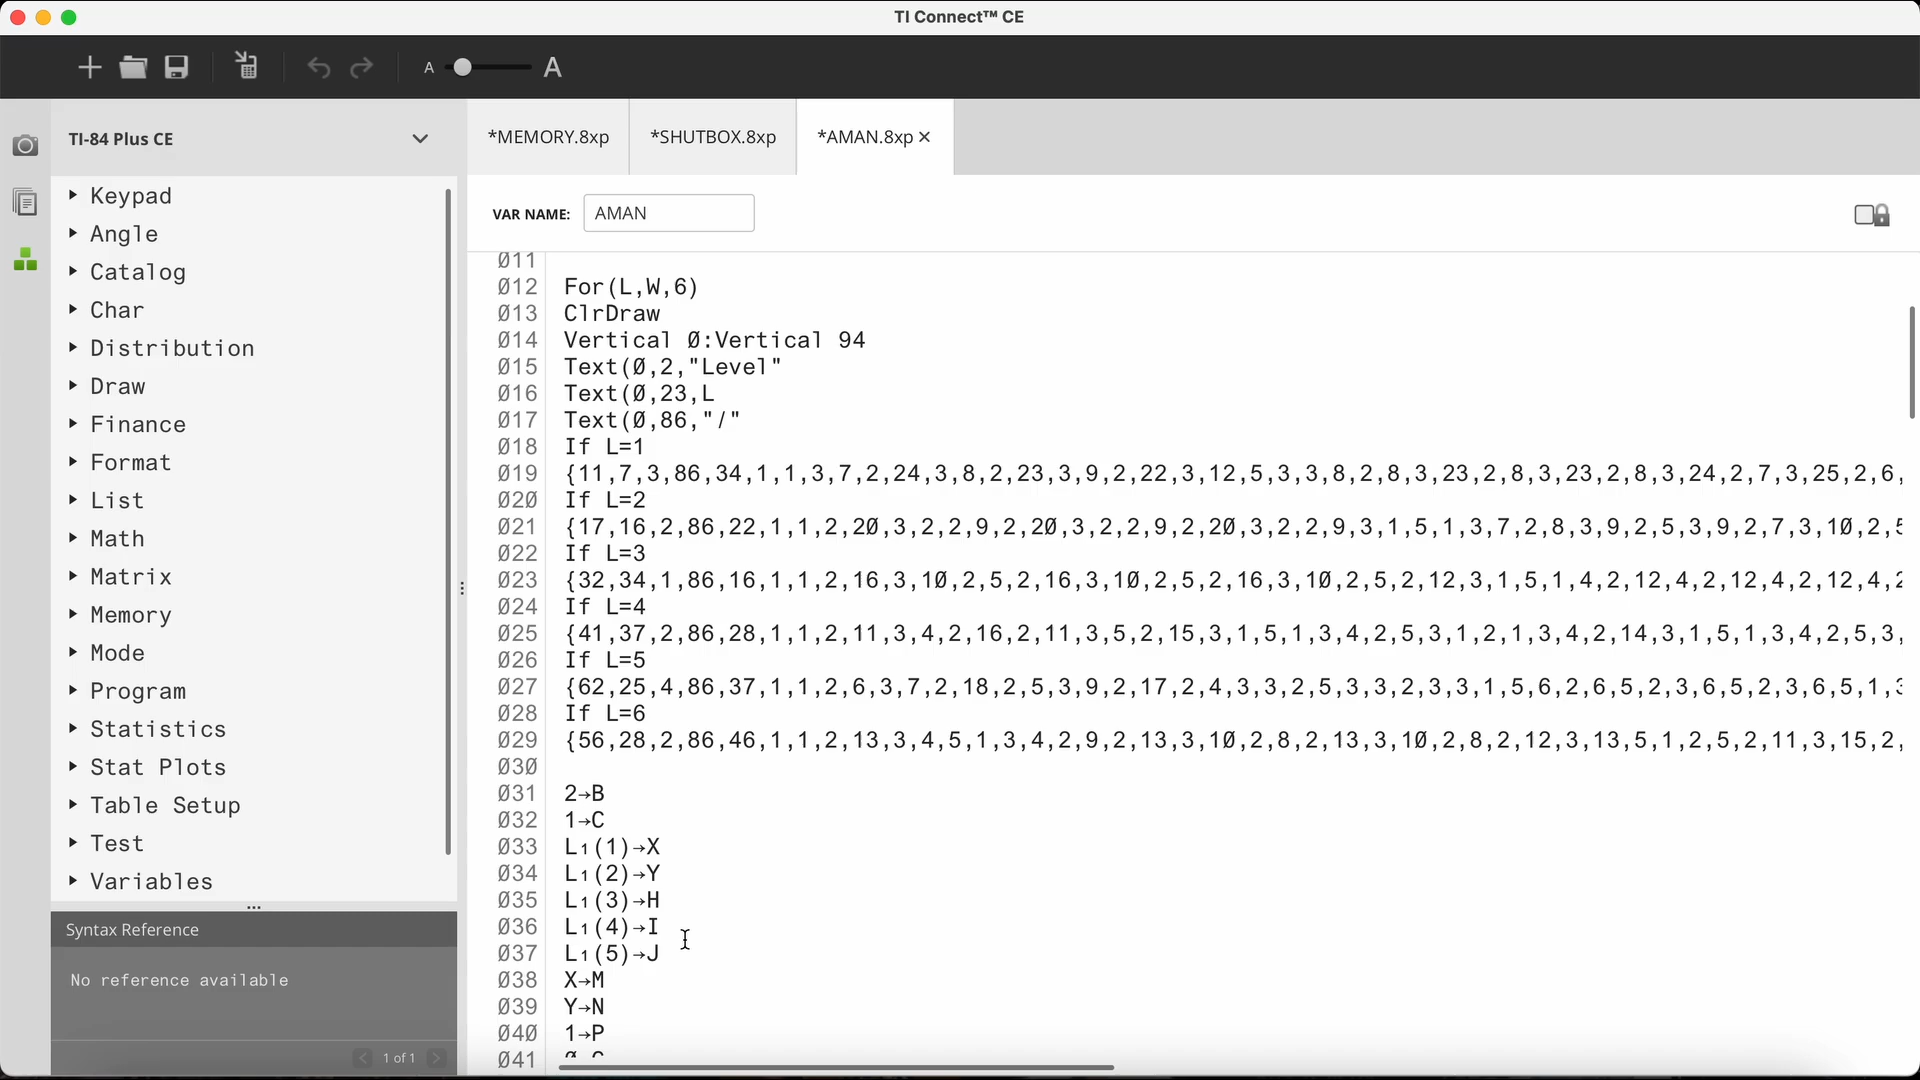 TI Connect™ CE
A
A
TI-84 Plus CE
*MEMORY.8xp
*SHUTBOX.8xp
*AMAN.8xp
VAR NAME:
AMAN
Keypad
Angle
Catalog
Char
Distribution
Draw
Finance
Format
List
Math
Matrix
Memory
Mode
Program
Statistics
Stat Plots
Table Setup
Test
Variables
Syntax Reference
No reference available
1 of 1
011
012 For(L,W,6)
013 ClrDraw
014 Vertical 0:Vertical 94
015 Text(0,2,"Level"
016 Text(0,23,L
017 Text(0,86,"/"
018 If L=1
019 {11,7,3,86,34,1,1,3,7,2,24,3,8,2,23,3,9,2,22,3,12,5,3,3,8,2,8,3,23,2,8,3,23,2,8,3,24,2,7,3,25,2,6,
020 If L=2
021 {17,16,2,86,22,1,1,2,20,3,2,2,9,2,20,3,2,2,9,2,20,3,2,2,9,3,1,5,1,3,7,2,8,3,9,2,5,3,9,2,7,3,10,2,5
022 If L=3
023 {32,34,1,86,16,1,1,2,16,3,10,2,5,2,16,3,10,2,5,2,16,3,10,2,5,2,12,3,1,5,1,4,2,12,4,2,12,4,2,12,4,2
024 If L=4
025 {41,37,2,86,28,1,1,2,11,3,4,2,16,2,11,3,5,2,15,3,1,5,1,3,4,2,5,3,1,2,1,3,4,2,14,3,1,5,1,3,4,2,5,3,
026 If L=5
027 {62,25,4,86,37,1,1,2,6,3,7,2,18,2,5,3,9,2,17,2,4,3,3,2,5,3,3,2,3,3,1,5,6,2,6,5,2,3,6,5,2,3,6,5,1,3
028 If L=6
029 {56,28,2,86,46,1,1,2,13,3,4,5,1,3,4,2,9,2,13,3,10,2,8,2,13,3,10,2,8,2,12,3,13,5,1,2,5,2,11,3,15,2,
030
031 2→B
032 1→C
033 L₁(1)→X
034 L₁(2)→Y
035 L₁(3)→H
036 L₁(4)→I
037 L₁(5)→J
038 X→M
039 Y→N
040 1→P
041